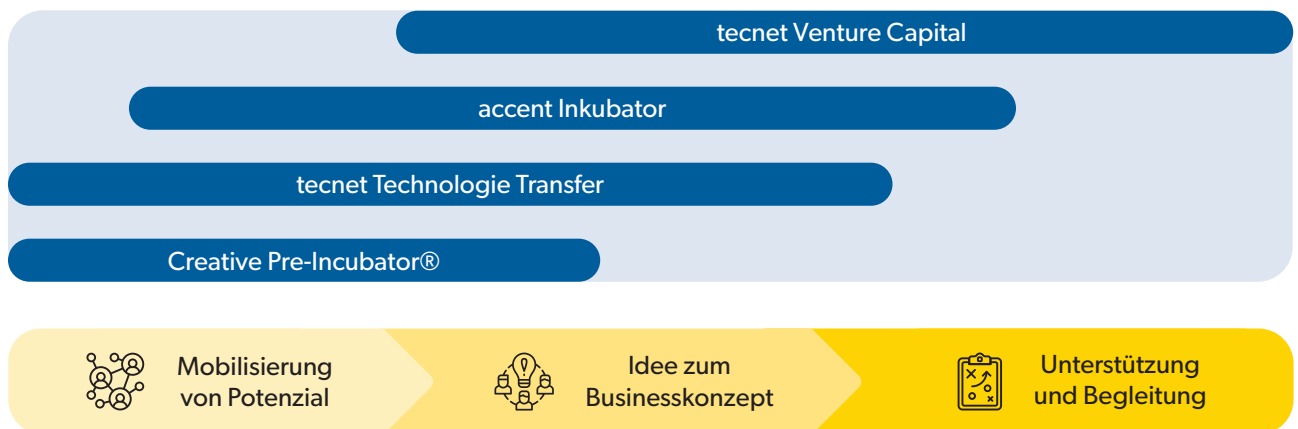 tecnet Venture Capital
accent Inkubator
tecnet Technologie Transfer
Creative Pre-Incubator®
Mobilisierung
von Potenzial
Idee zum
Businesskonzept
Unterstützung
und Begleitung